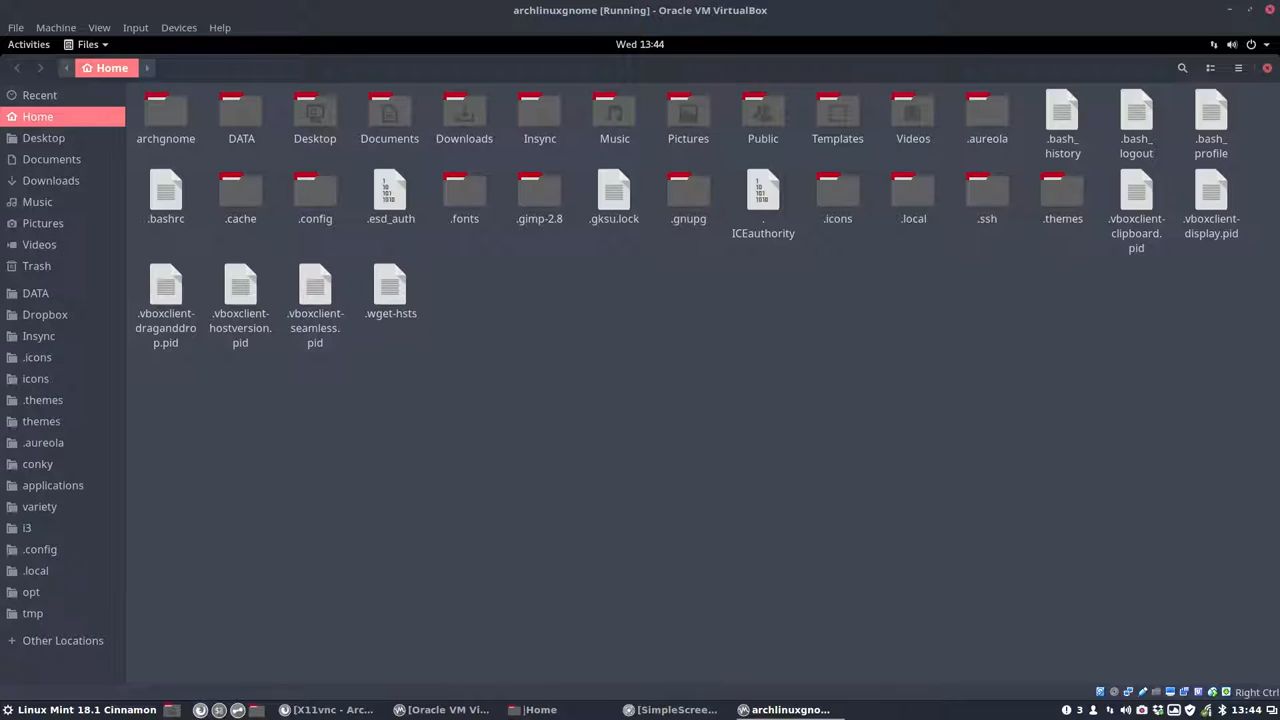 archlinuxgnome [Running] - Oracle VM VirtualBox
File Machine View Input Devices Help
Activities Files Wed 13:44
Home
Recent
Home
Desktop
Documents
Downloads
Music
Pictures
Videos
Trash
DATA
Dropbox
Insync
.icons
icons
.themes
themes
.aureola
conky
applications
variety
i3
.config
.local
opt
tmp
Other Locations
archgnome DATA Desktop Documents Downloads Insync Music Pictures Public Templates Videos .aureola .bash_ .bash_ .bash_
history logout profile
.bashrc .cache .config .esd_auth .fonts .gimp-2.8 .gksu.lock .gnupg . .icons .local .ssh .themes .vboxclient- .vboxclient-
ICEauthority clipboard. display.pid
pid
.vboxclient- .vboxclient- .vboxclient- .wget-hsts
draganddro hostversion. seamless.
p.pid pid pid
Right Ctrl
Linux Mint 18.1 Cinnamon [X11vnc - Arc... [Oracle VM Vi... |Home [SimpleScree... archlinuxgno... 3 13:44